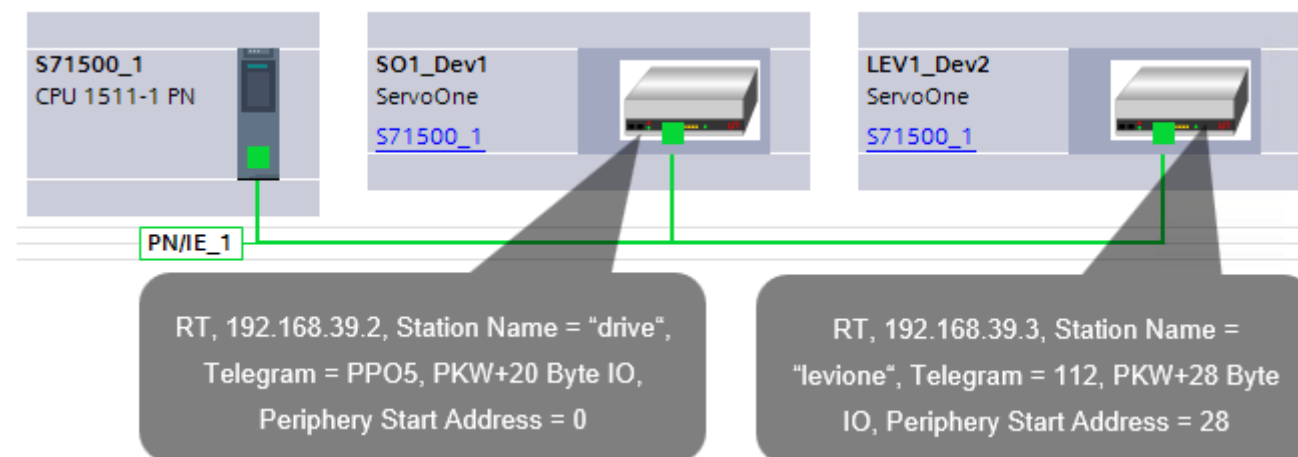 S71500_1
CPU 1511-1 PN
SO1_Dev1
ServoOne
S71500_1
LEV1_Dev2
ServoOne
S71500_1
PN/IE_1
RT, 192.168.39.2, Station Name = “drive“,
Telegram = PPO5, PKW+20 Byte IO,
Periphery Start Address = 0
RT, 192.168.39.3, Station Name =
“levione“, Telegram = 112, PKW+28 Byte
IO, Periphery Start Address = 28